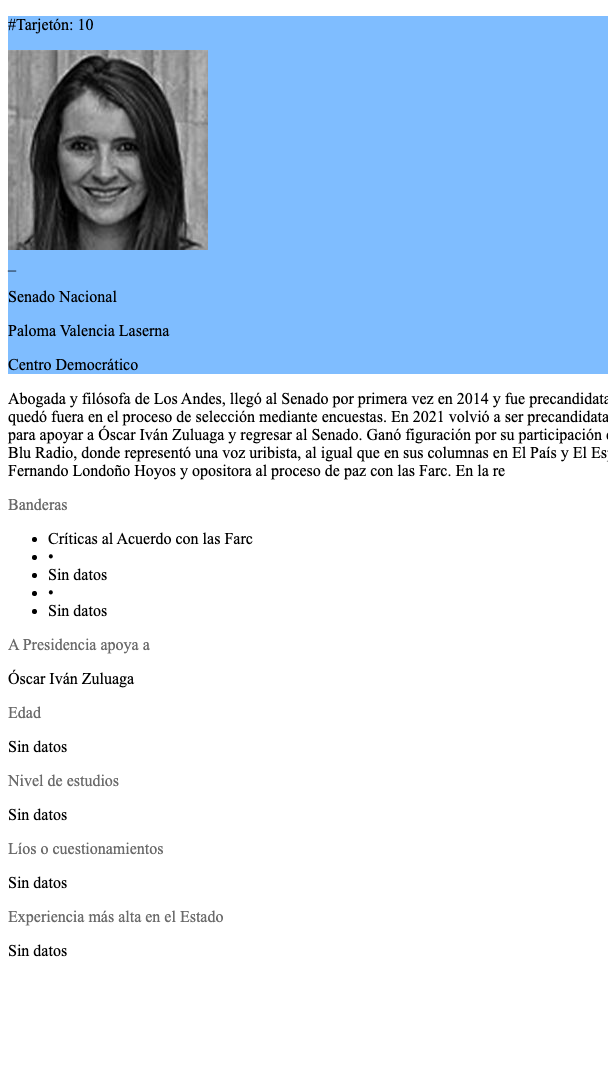 #Tarjetón: 10
_
Senado Nacional
Paloma Valencia Laserna
Centro Democrático
Abogada y filósofa de Los Andes, llegó al Senado por primera vez en 2014 y fue precandidata
quedó fuera en el proceso de selección mediante encuestas. En 2021 volvió a ser precandidata
para apoyar a Óscar Iván Zuluaga y regresar al Senado. Ganó figuración por su participación
Blu Radio, donde representó una voz uribista, al igual que en sus columnas en El País y El
Fernando Londoño Hoyos y opositora al proceso de paz con las Farc. En la re
Banderas
• Críticas al Acuerdo con las Farc
• •
• Sin datos
• •
• Sin datos
A Presidencia apoya a
Óscar Iván Zuluaga
Edad
Sin datos
Nivel de estudios
Sin datos
Líos o cuestionamientos
Sin datos
Experiencia más alta en el Estado
Sin datos